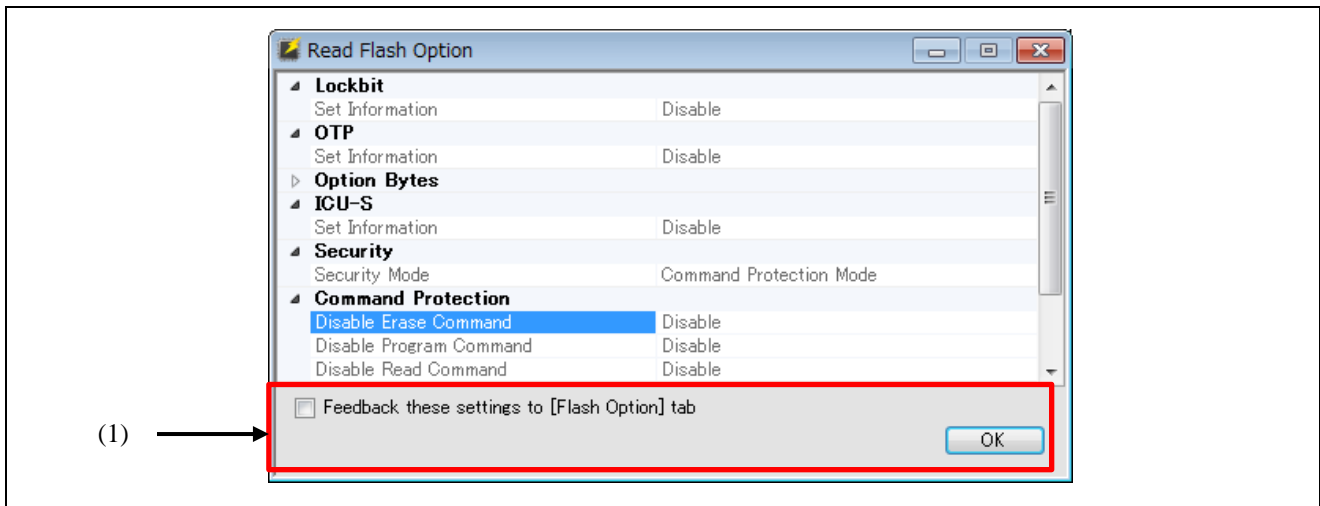 Read Flash Option
Lockbit
Set Information Disable
OTP
Set Information Disable
Option Bytes
ICU-S
Set Information Disable
Security
Security Mode Command Protection Mode
Command Protection
Disable Erase Command Disable
Disable Program Command Disable
Disable Read Command Disable
Feedback these settings to [Flash Option] tab
(1)
OK